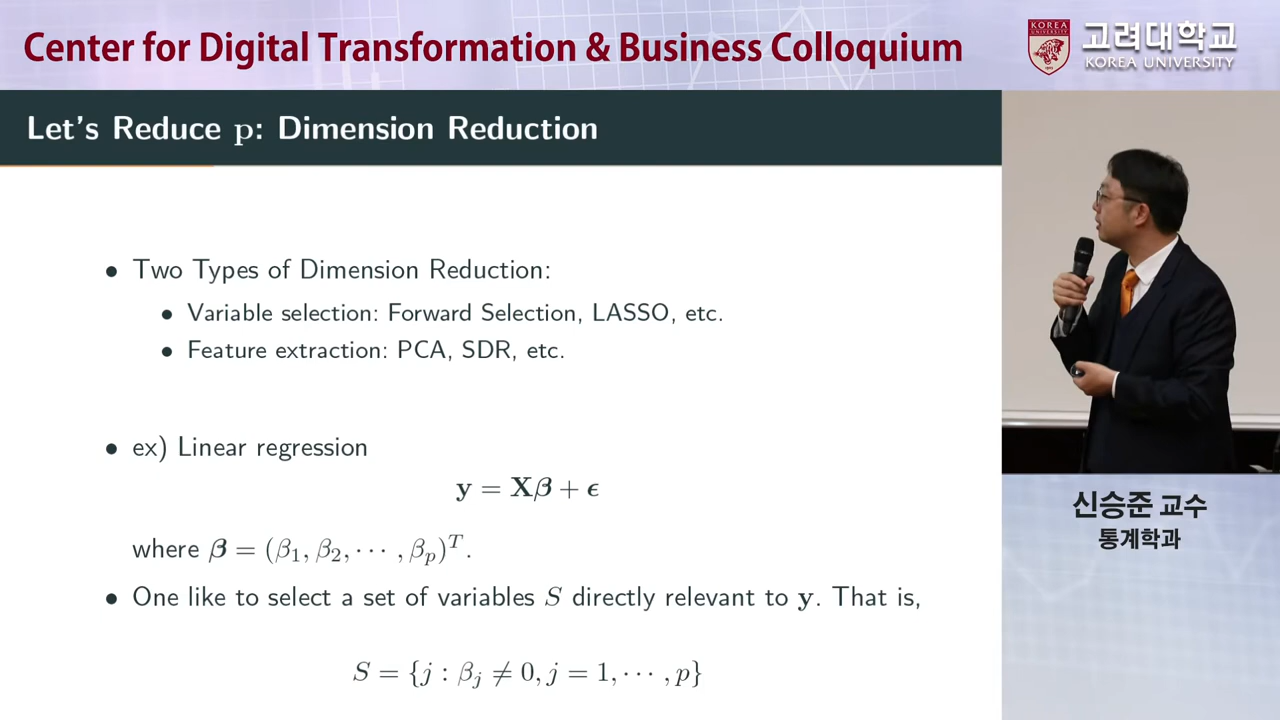 Center for Digital Transformation & Business Colloquium
KOREA
UNIVERSITY
고려대학교
KOREA UNIVERSITY
Let's Reduce p: Dimension Reduction
• Two Types of Dimension Reduction:
• Variable selection: Forward Selection, LASSO, etc.
• Feature extraction: PCA, SDR, etc.
• ex) Linear regression
y = Xβ + ϵ
where β = (β₁, β₂, ⋯ , βₚ)ᵀ.
• One like to select a set of variables S directly relevant to y. That is,
S = {j : βⱼ ≠ 0, j = 1, ⋯ , p}
신승준 교수
통계학과